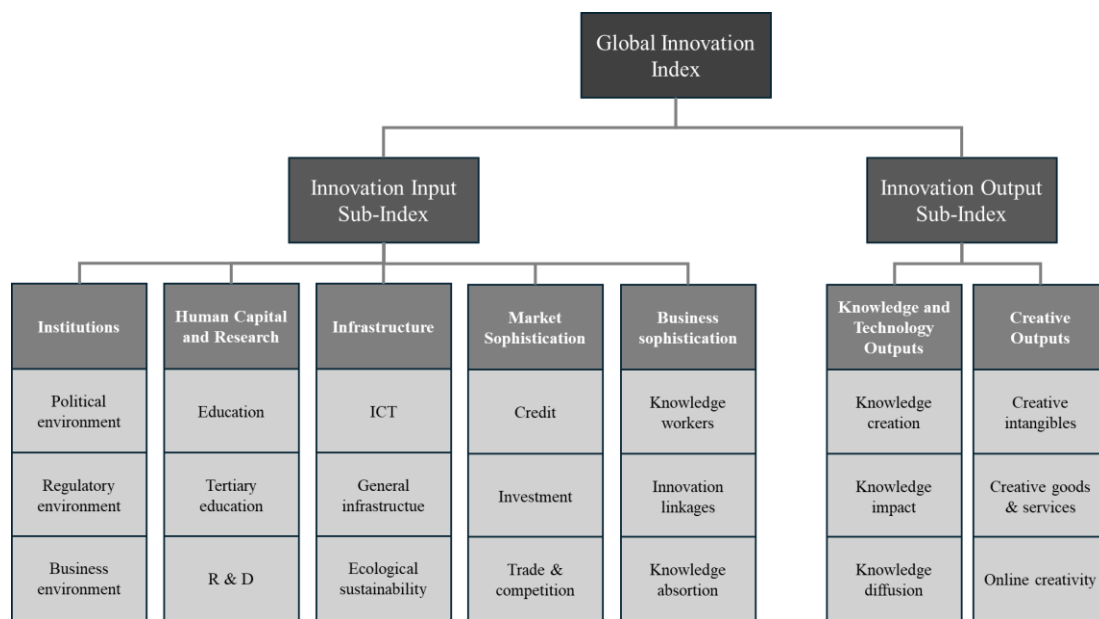 Global Innovation
Index
Innovation Input
Sub-Index
Innovation Output
Sub-Index
Institutions
Human Capital
and Research
Infrastructure
Market
Sophistication
Business
sophistication
Knowledge and
Technology
Outputs
Creative
Outputs
Political
environment
Education
ICT
Credit
Knowledge
workers
Knowledge
creation
Creative
intangibles
Regulatory
environment
Tertiary
education
General
infrastructue
Investment
Innovation
linkages
Knowledge
impact
Creative goods
& services
Business
environment
R & D
Ecological
sustainability
Trade &
competition
Knowledge
absortion
Knowledge
diffusion
Online creativity